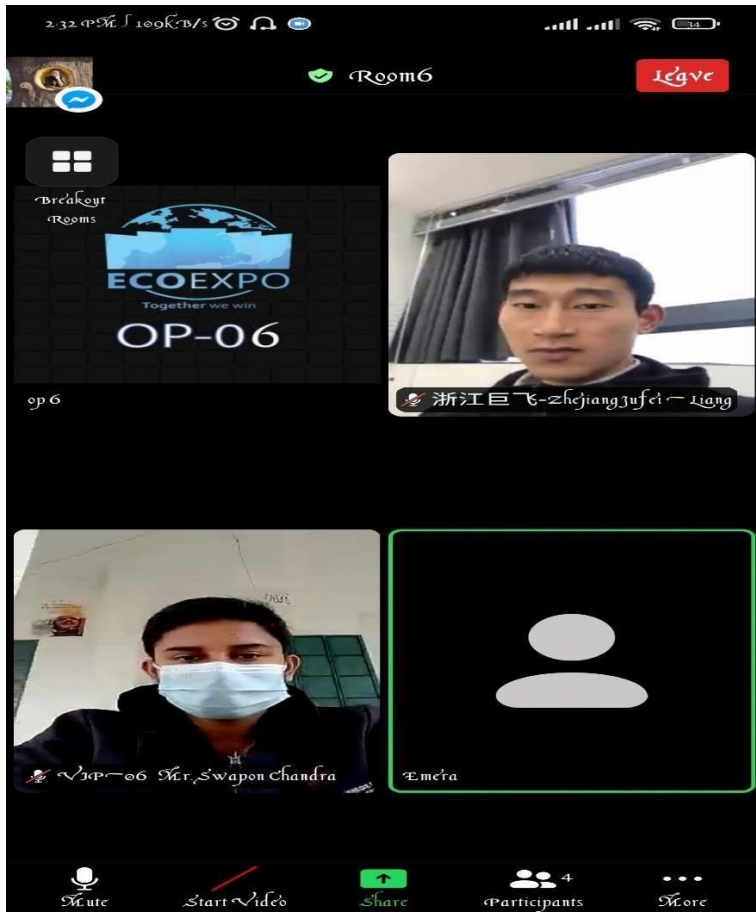 2:32 PM | 109KB/s 34
Room6
Leave
Breakout
Rooms
ECOEXPO
Together we win
OP-06
op 6
浙江巨飞-Zhejiangjufei - Liang
VIP-06 Mr. Swapon Chandra
Emera
Mute
Start Video
Share
4
Participants
More